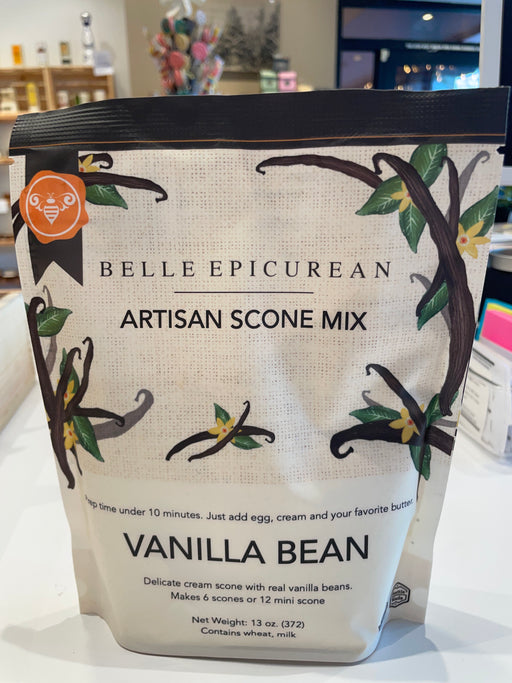 BELLE EPICUREAN
ARTISAN SCONE MIX
time under 10 minutes. Just add egg, cream and your favorite butter.
VANILLA BEAN
Delicate cream scone with real vanilla beans.
Makes 6 scones or 12 mini scone
Net Weight: 13 oz. (372)
Contains wheat, milk